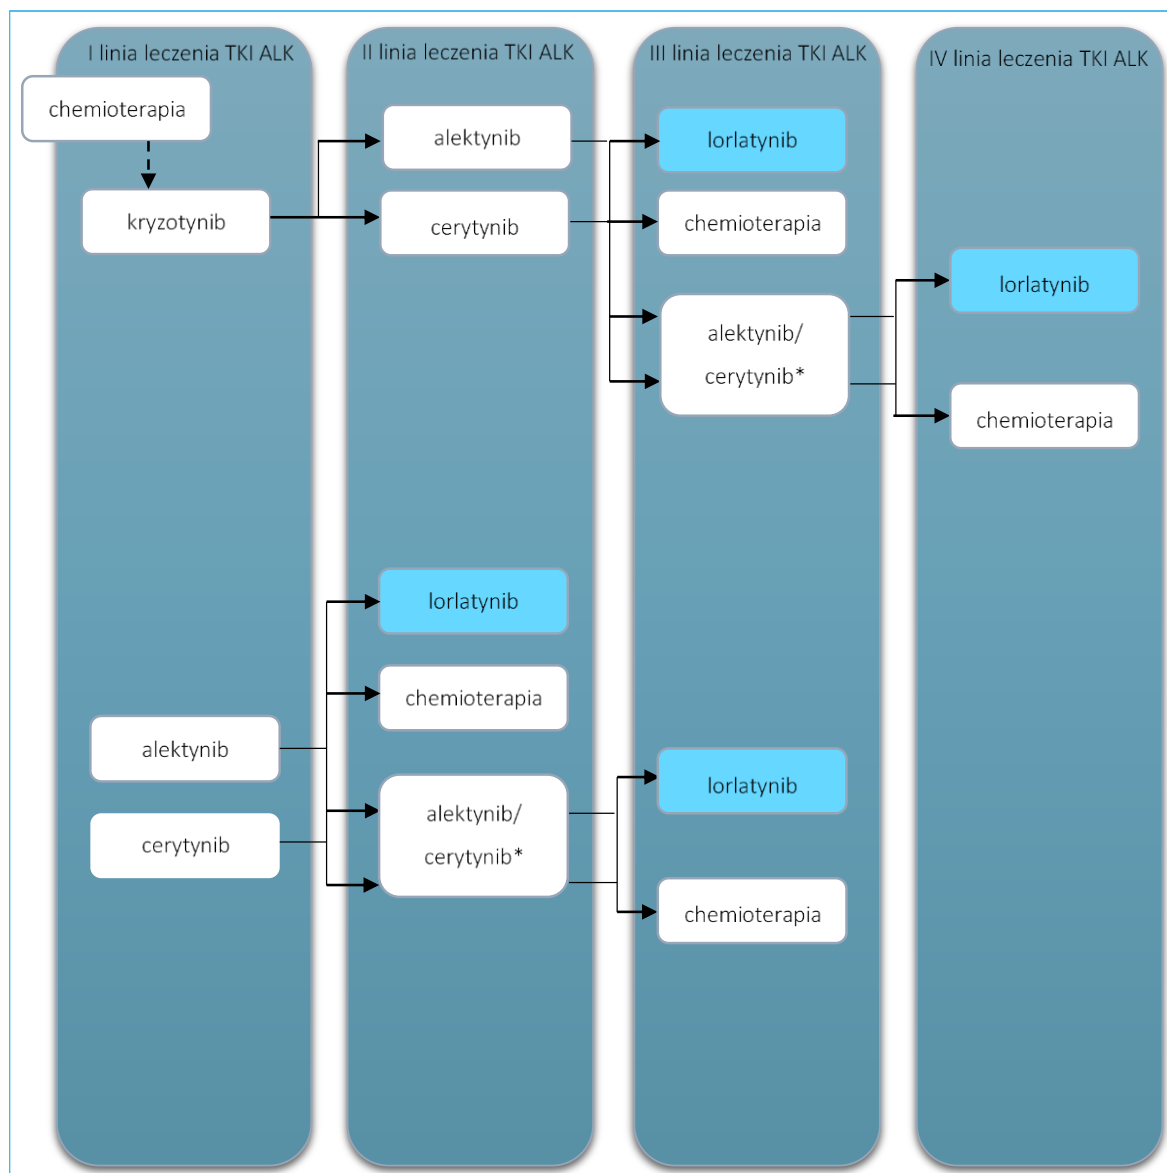 I linia leczenia TKI ALK
II linia leczenia TKI ALK
III linia leczenia TKI ALK
IV linia leczenia TKI ALK
chemioterapia
kryzotynib
alektynib
cerytynib
lorlatynib
chemioterapia
alektynib/
cerytynib*
lorlatynib
chemioterapia
alektynib
cerytynib
lorlatynib
chemioterapia
alektynib/
cerytynib*
lorlatynib
chemioterapia